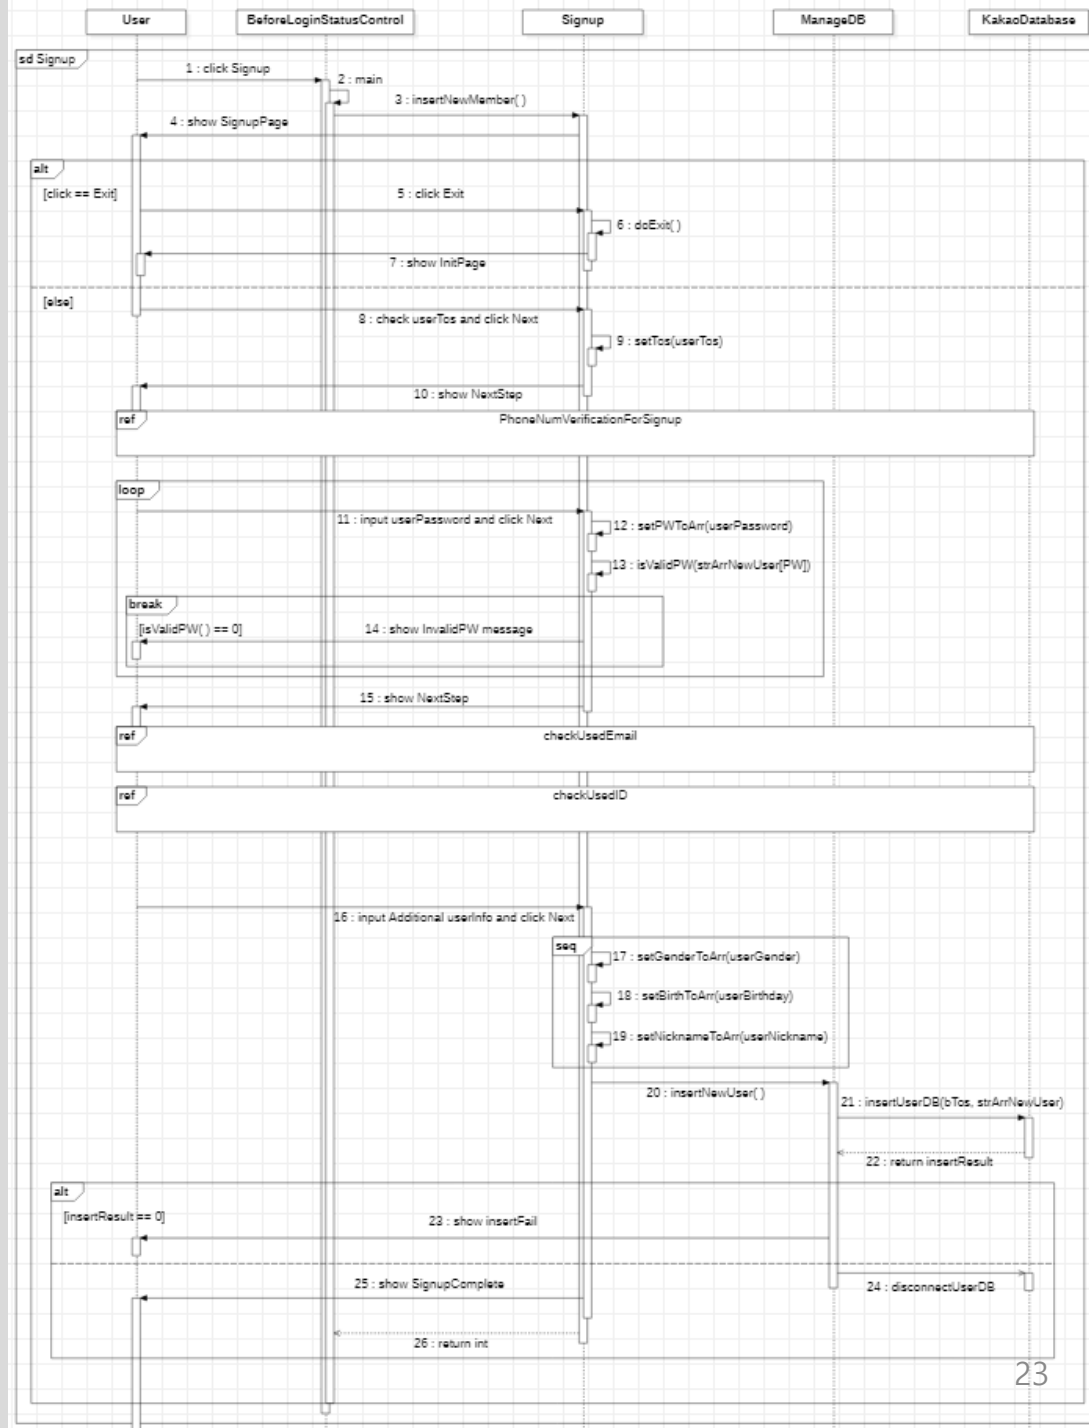 User
BeforeLoginStatusControl
Signup
ManageDB
KakaoDatabase
sd Signup
1 : click Signup
2 : main
3 : insertNewMember( )
4 : show SignupPage
alt
[click == Exit]
5 : click Exit
6 : doExit( )
7 : show InitPage
[else]
8 : check userTos and click Next
9 : setTos(userTos)
10 : show NextStep
ref
PhoneNumVerificationForSignup
loop
11 : input userPassword and click Next
12 : setPWToArr(userPassword)
13 : isValidPW(strArrNewUser[PW])
break
[isValidPW( ) == 0]
14 : show InvalidPW message
15 : show NextStep
ref
checkUsedEmail
ref
checkUsedID
16 : input Additional userInfo and click Next
seq
17 : setGenderToArr(userGender)
18 : setBirthToArr(userBirthday)
19 : setNicknameToArr(userNickname)
20 : insertNewUser( )
21 : insertUserDB(bTos, strArrNewUser)
22 : return insertResult
alt
[insertResult == 0]
23 : show insertFail
25 : show SignupComplete
24 : disconnectUserDB
26 : return int
23